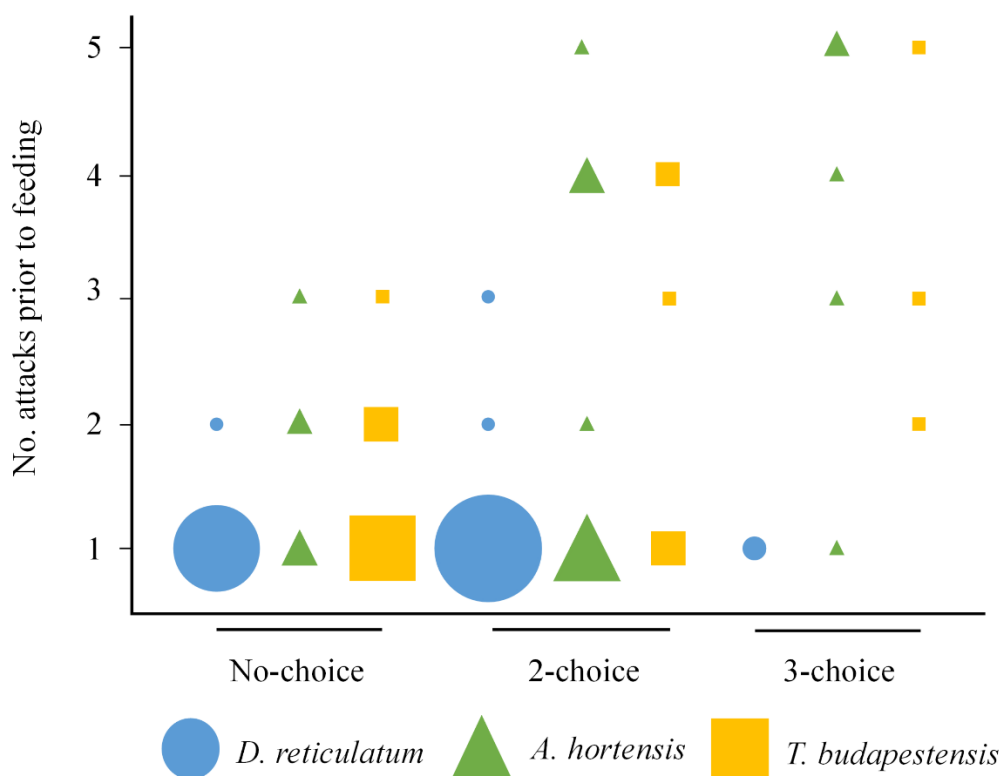 No. attacks prior to feeding
5
4
3
2
1
No-choice 2-choice 3-choice
D. reticulatum A. hortensis T. budapestensis